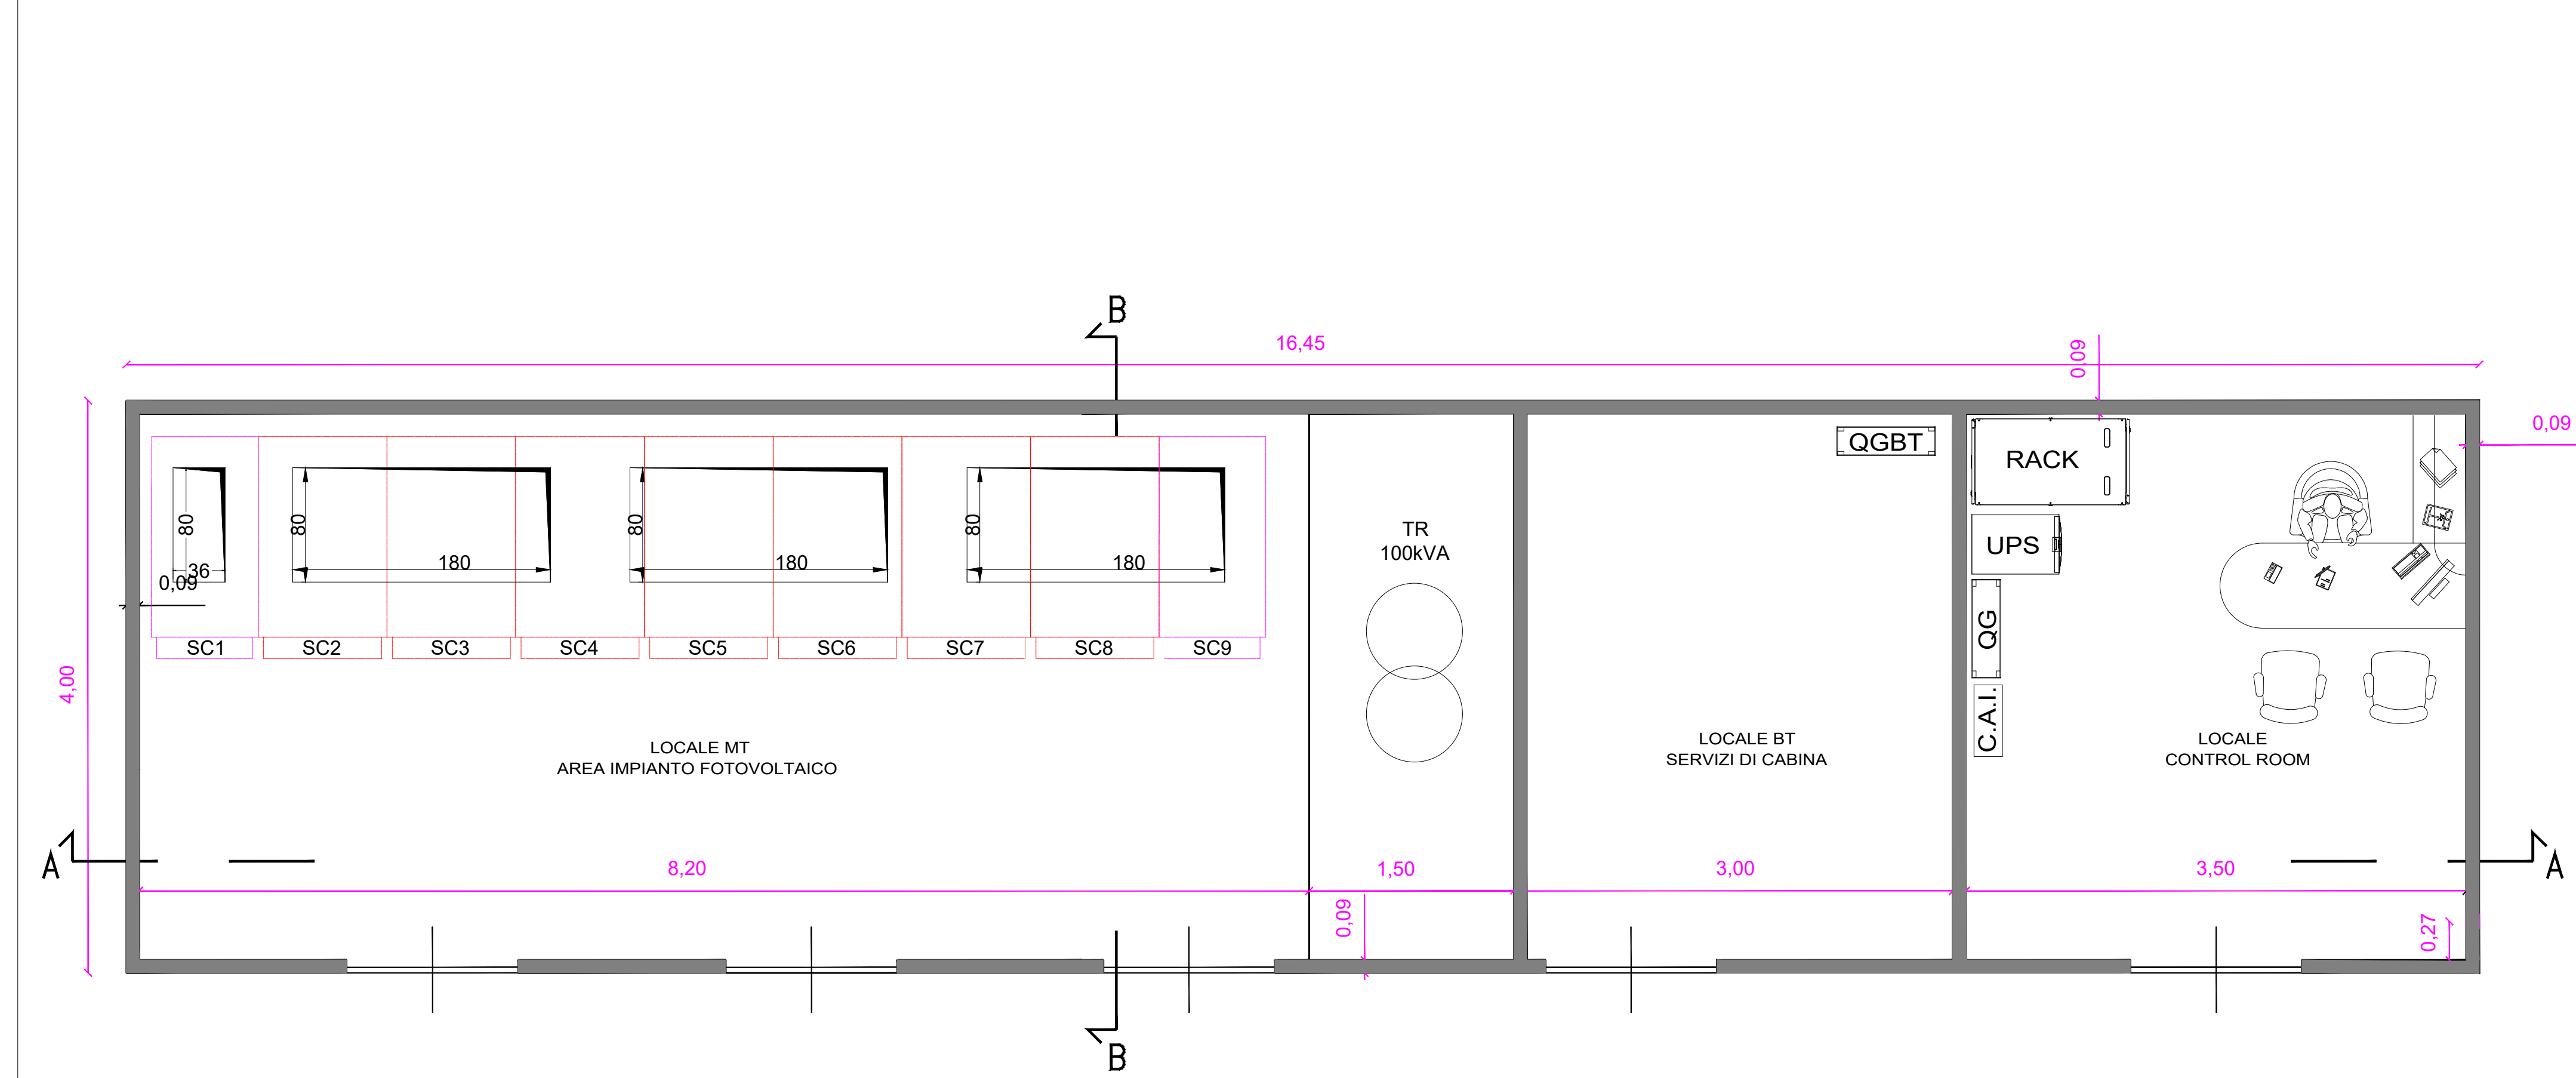 B
16,45
0,09
0,09
QGBT
RACK
TR
100kVA
UPS
80
36
0,09
80
180
80
180
80
180
QG
SC1
SC2
SC3
SC4
SC5
SC6
SC7
SC8
SC9
4,00
C.A.I.
LOCALE MT
AREA IMPIANTO FOTOVOLTAICO
LOCALE BT
SERVIZI DI CABINA
LOCALE
CONTROL ROOM
A
8,20
1,50
3,00
3,50
A
0,09
0,27
B